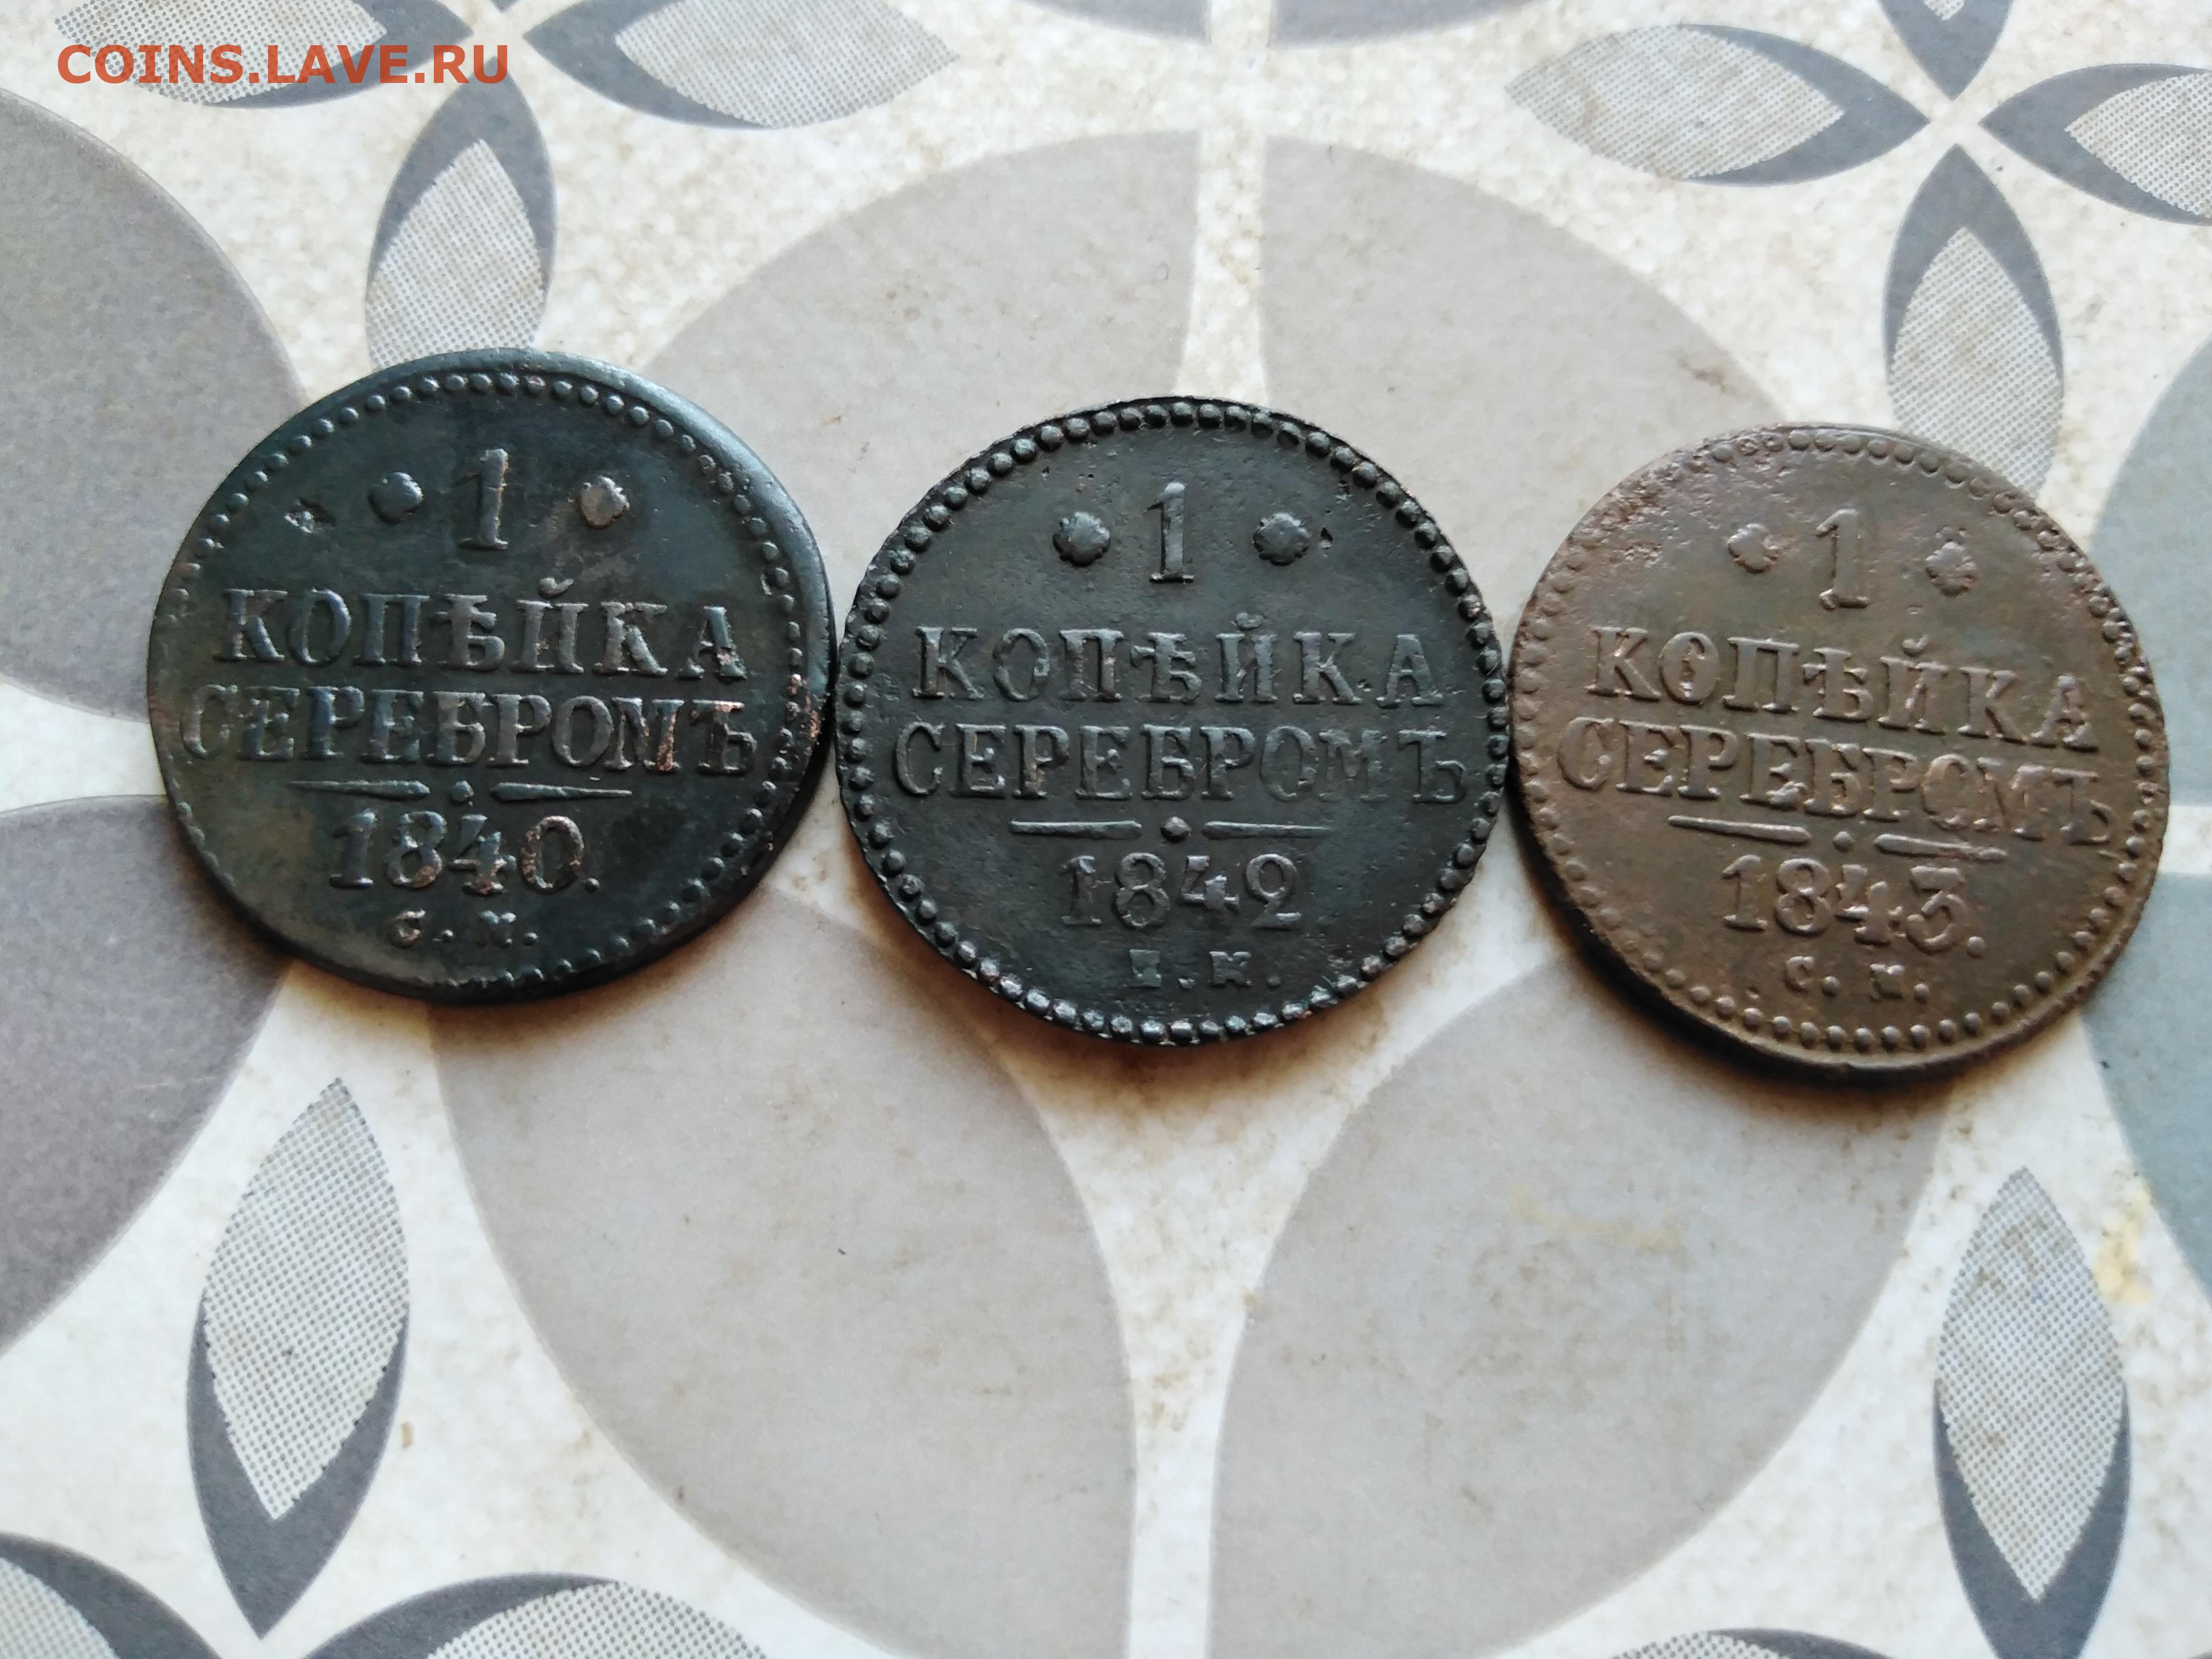 COINS.LAVE.RU
1
КОПѢЙКА
СЕРЕБРОМЪ
1840.
С.М.
1
КОПѢЙКА
СЕРЕБРОМЪ
1842
Е.М.
1
КОПѢЙКА
СЕРЕБРОМЪ
1843.
С.М.